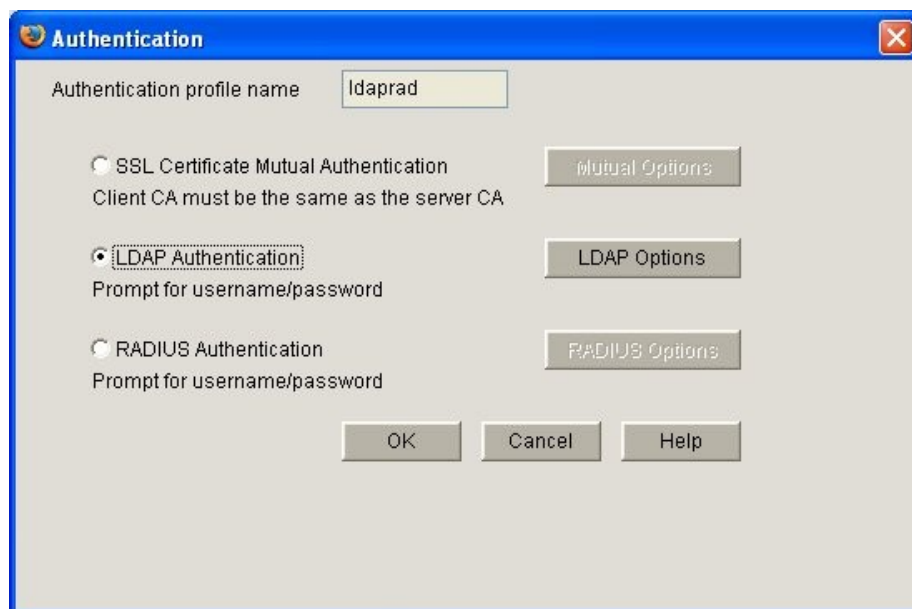 Authentication
Authentication profile name ldaprad
SSL Certificate Mutual Authentication Mutual Options
Client CA must be the same as the server CA
LDAP Authentication LDAP Options
Prompt for username/password
RADIUS Authentication RADIUS Options
Prompt for username/password
OK Cancel Help